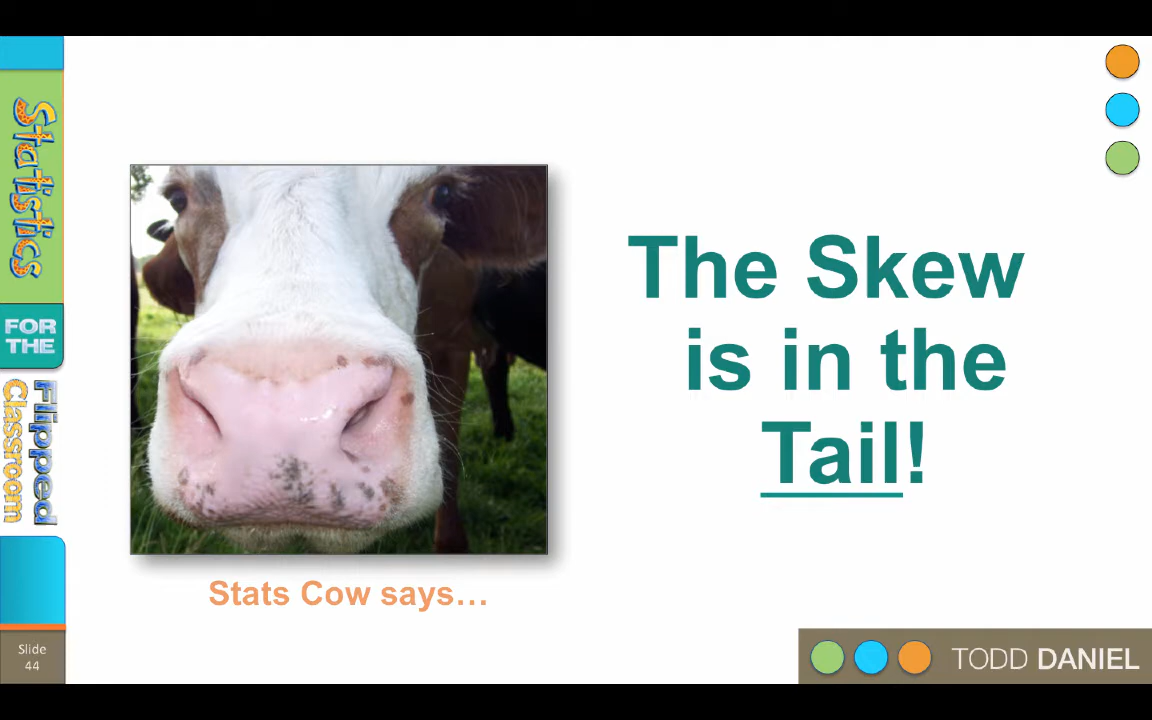 Statistics
FOR THE
Flipped
Classroom
The Skew
is in the
Tail!
Stats Cow says…
Slide
44
TODD DANIEL